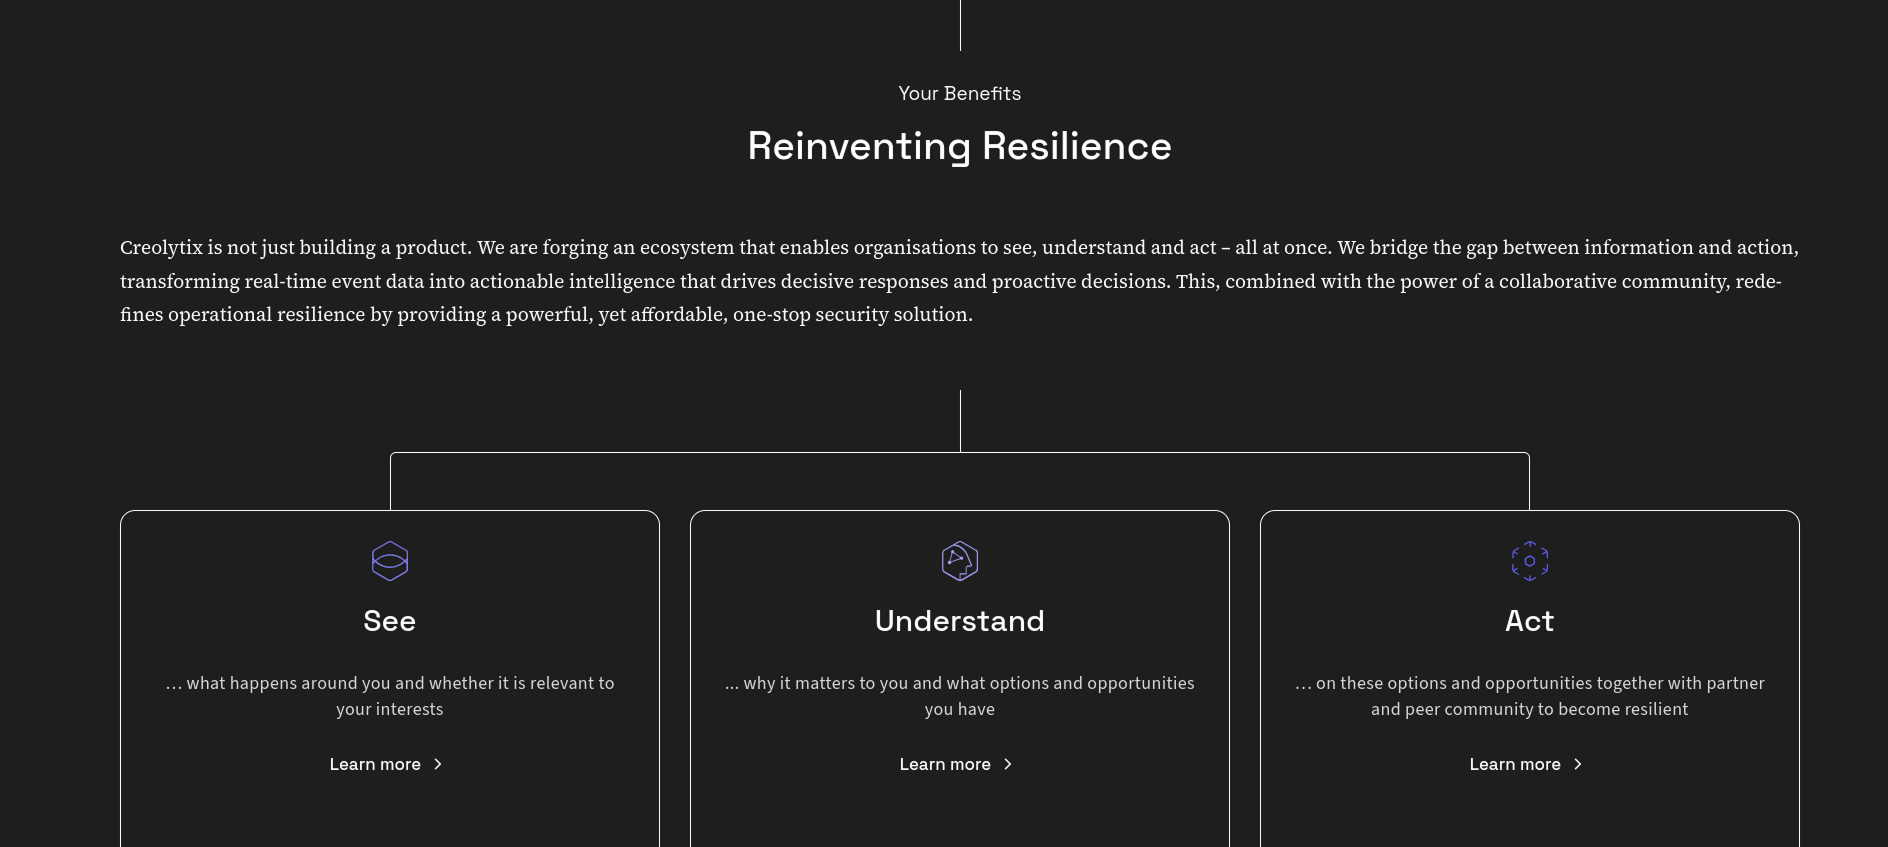 Your Benefits
Reinventing Resilience
Creolytix is not just building a product. We are forging an ecosystem that enables organisations to see, understand and act – all at once. We bridge the gap between information and action,
transforming real-time event data into actionable intelligence that drives decisive responses and proactive decisions. This, combined with the power of a collaborative community, rede-
fines operational resilience by providing a powerful, yet affordable, one-stop security solution.
See
… what happens around you and whether it is relevant to
your interests
Learn more
Understand
... why it matters to you and what options and opportunities
you have
Learn more
Act
… on these options and opportunities together with partner
and peer community to become resilient
Learn more